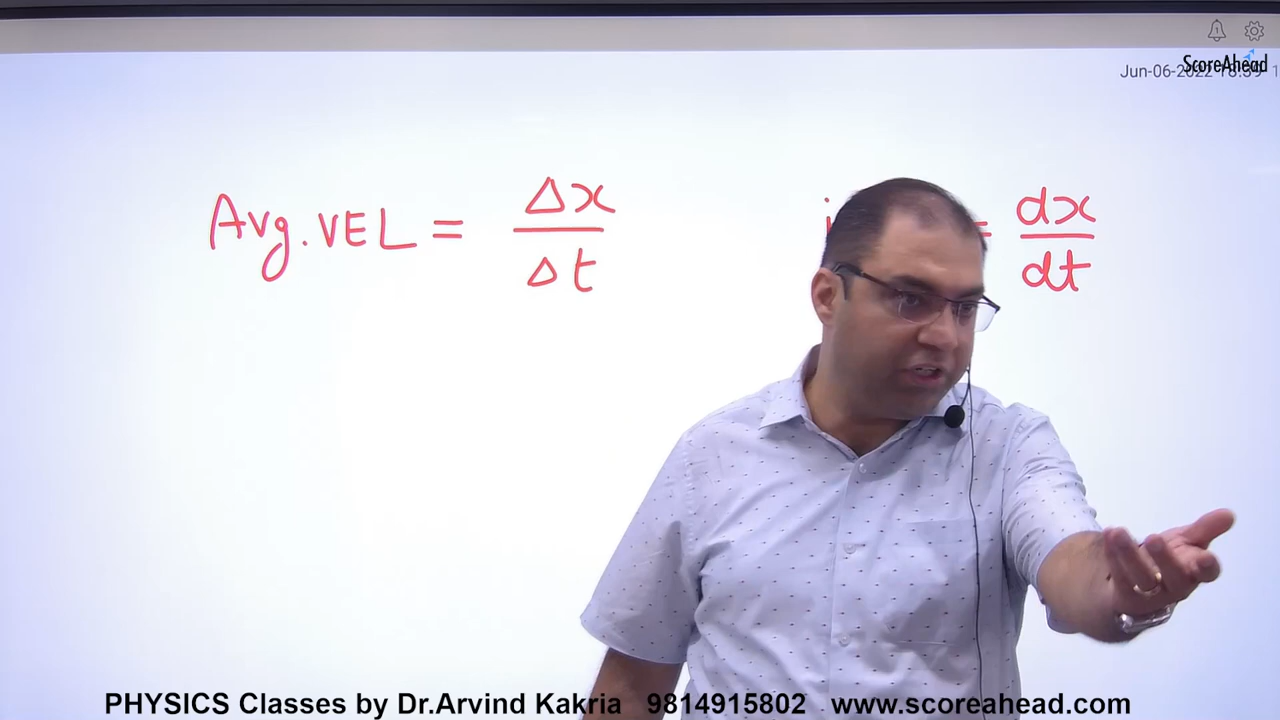 ScoreAhead
Avg. VEL = Δx / Δt
= dx / dt
PHYSICS Classes by Dr.Arvind Kakria 9814915802 www.scoreahead.com